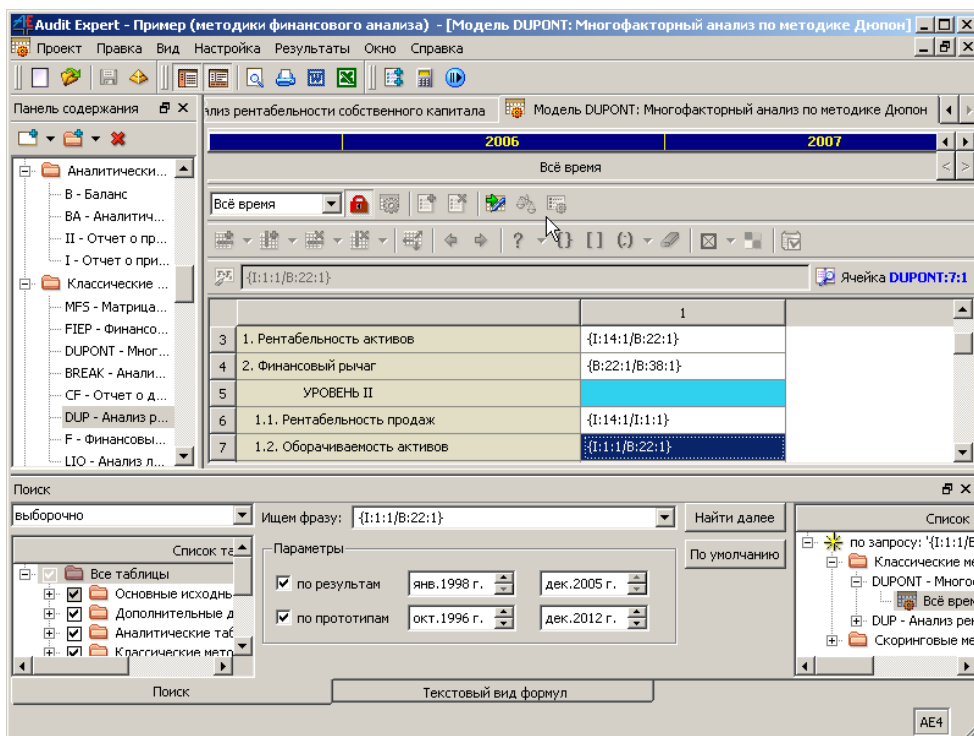 Audit Expert - Пример (методики финансового анализа) - [Модель DUPONT: Многофакторный анализ по методике Дюпон]
Проект Правка Вид Настройка Результаты Окно Справка
Панель содержания
ализ рентабельности собственного капитала
Модель DUPONT: Многофакторный анализ по методике Дюпон
2006 2007
Всё время
< >
Всё время
{I:1:1/B:22:1}
Ячейка DUPONT:7:1
Аналитически...
В - Баланс
ВА - Аналитич...
II - Отчет о пр...
I - Отчет о при...
Классические ...
MFS - Матрица...
FIEP - Финансо...
DUPONT - Мног...
BREAK - Анали...
CF - Отчет о д...
DUP - Анализ р...
F - Финансовы...
LIO - Анализ л...
1
3 1. Рентабельность активов {I:14:1/B:22:1}
4 2. Финансовый рычаг {B:22:1/B:38:1}
5 УРОВЕНЬ II
6 1.1. Рентабельность продаж {I:14:1/I:1:1}
7 1.2. Оборачиваемость активов {I:1:1/B:22:1}
Поиск
выборочно
Ищем фразу: {I:1:1/B:22:1}
Найти далее
По умолчанию
Список та
Все таблицы
Основные исходнь
Дополнительные д
Аналитические таб
Классические мето
Параметры
по результам янв.1998 г. дек.2005 г.
по прототипам окт.1996 г. дек.2012 г.
Список
по запросу: '{I:1:1/B
Классические ме
DUPONT - Много
Всё врем
DUP - Анализ рен
Скоринговые ме
Поиск
Текстовый вид формул
AE4